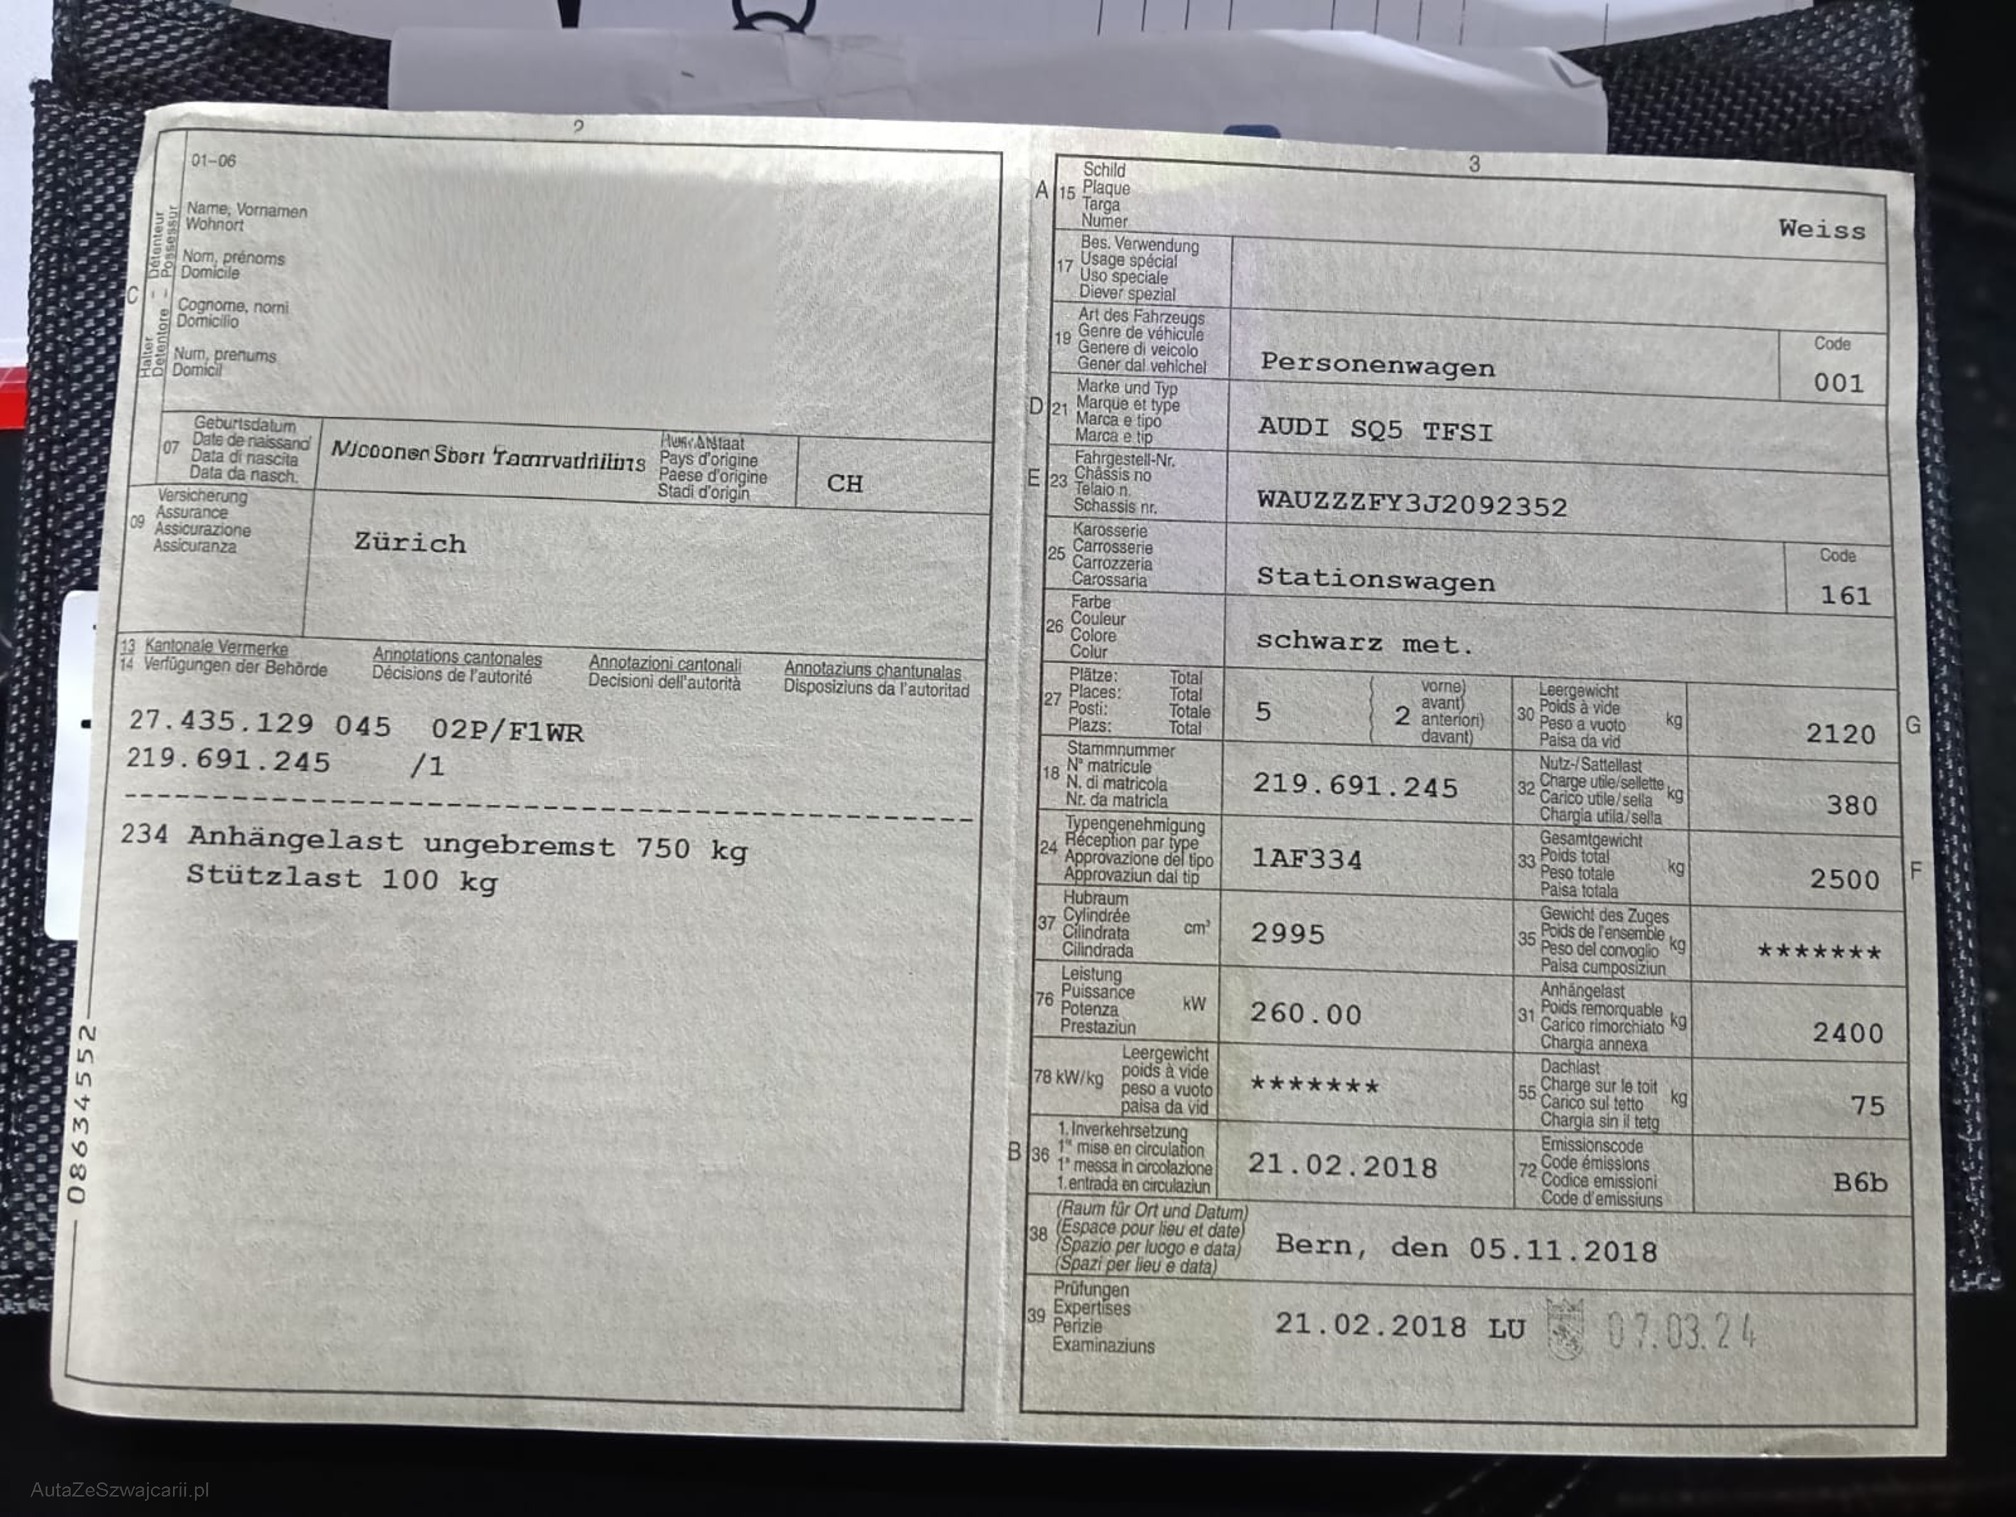 2
01-06
Name, Vornamen
Wohnort
Nom, prénoms
Domicile
Cognome, nomi
Domicilio
Num, prenums
Domicil
C
Halter - Détenteur
Detentore - Possessur
07
Geburtsdatum
Date de naissand
Data di nascita
Data da nasch.
Pays d'origine
Paese d'origine
Stadi d'origin
CH
09
Versicherung
Assurance
Assicurazione
Assicuranza
Zürich
13 Kantonale Vermerke
14 Verfügungen der Behörde
Annotations cantonales
Décisions de l'autorité
Annotazioni cantonali
Decisioni dell'autorità
Annotaziuns chantunalas
Disposiziuns da l'autoritad
27.435.129 045 02P/F1WR
219.691.245 /1
234 Anhängelast ungebremst 750 kg
Stützlast 100 kg
08634552
3
A 15
Schild
Plaque
Targa
Numer
Weiss
17
Bes. Verwendung
Usage spécial
Uso speciale
Diever spezial
19
Art des Fahrzeugs
Genre de véhicule
Genere di veicolo
Gener dal vehichel
Personenwagen
Code
001
D 21
Marke und Typ
Marque et type
Marca e tipo
Marca e tip
AUDI SQ5 TFSI
E 23
Fahrgestell-Nr.
Châssis no
Telaio n.
Schassis nr.
WAUZZZFY3J2092352
25
Karosserie
Carrosserie
Carrozzeria
Carossaria
Stationswagen
Code
161
26
Farbe
Couleur
Colore
Colur
schwarz met.
27
Plätze: Total
Places: Total
Posti: Totale
Plazs: Total
5
2
vorne)
avant)
anteriori)
davant)
30
Leergewicht
Poids à vide
Peso a vuoto
Paisa da vid
kg
2120
G
18
Stammnummer
N° matricule
N. di matricola
Nr. da matricla
219.691.245
32
Nutz-/Sattellast
Charge utile/sellette
Carico utile/sella
Chargia utila/sella
kg
380
24
Typengenehmigung
Réception par type
Approvazione del tipo
Approvaziun dal tip
1AF334
33
Gesamtgewicht
Poids total
Peso totale
Paisa totala
kg
2500
F
37
Hubraum
Cylindrée
Cilindrata
Cilindrada
cm³
2995
35
Gewicht des Zuges
Poids de l'ensemble
Peso del convoglio
Paisa cumposiziun
kg
*******
76
Leistung
Puissance
Potenza
Prestaziun
kW
260.00
31
Anhängelast
Poids remorquable
Carico rimorchiato
Chargia annexa
kg
2400
78 kW/kg
Leergewicht
poids à vide
peso a vuoto
paisa da vid
*******
55
Dachlast
Charge sur le toit
Carico sul tetto
Chargia sin il tetg
kg
75
B 36
1. Inverkehrsetzung
1re mise en circulation
1a messa in circolazione
1. entrada en circulaziun
21.02.2018
72
Emissionscode
Code émissions
Codice emissioni
Code d'emissiuns
B6b
38
(Raum für Ort und Datum)
(Espace pour lieu et date)
(Spazio per luogo e data)
(Spazi per lieu e data)
Bern, den 05.11.2018
39
Prüfungen
Expertises
Perizie
Examinaziuns
21.02.2018 LU
07.03.24
AutaZeSzwajcarii.pl